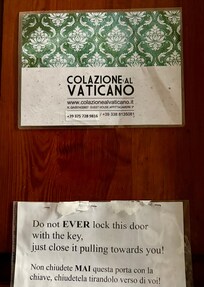 COLAZIONE AL
VATICANO
www.colazionealvaticano.it
Do not EVER lock this door
with the key,
just close it pulling towards you!
Non chiudete MAI questa porta con la
chiave, chiudetela tirandolo verso di voi!